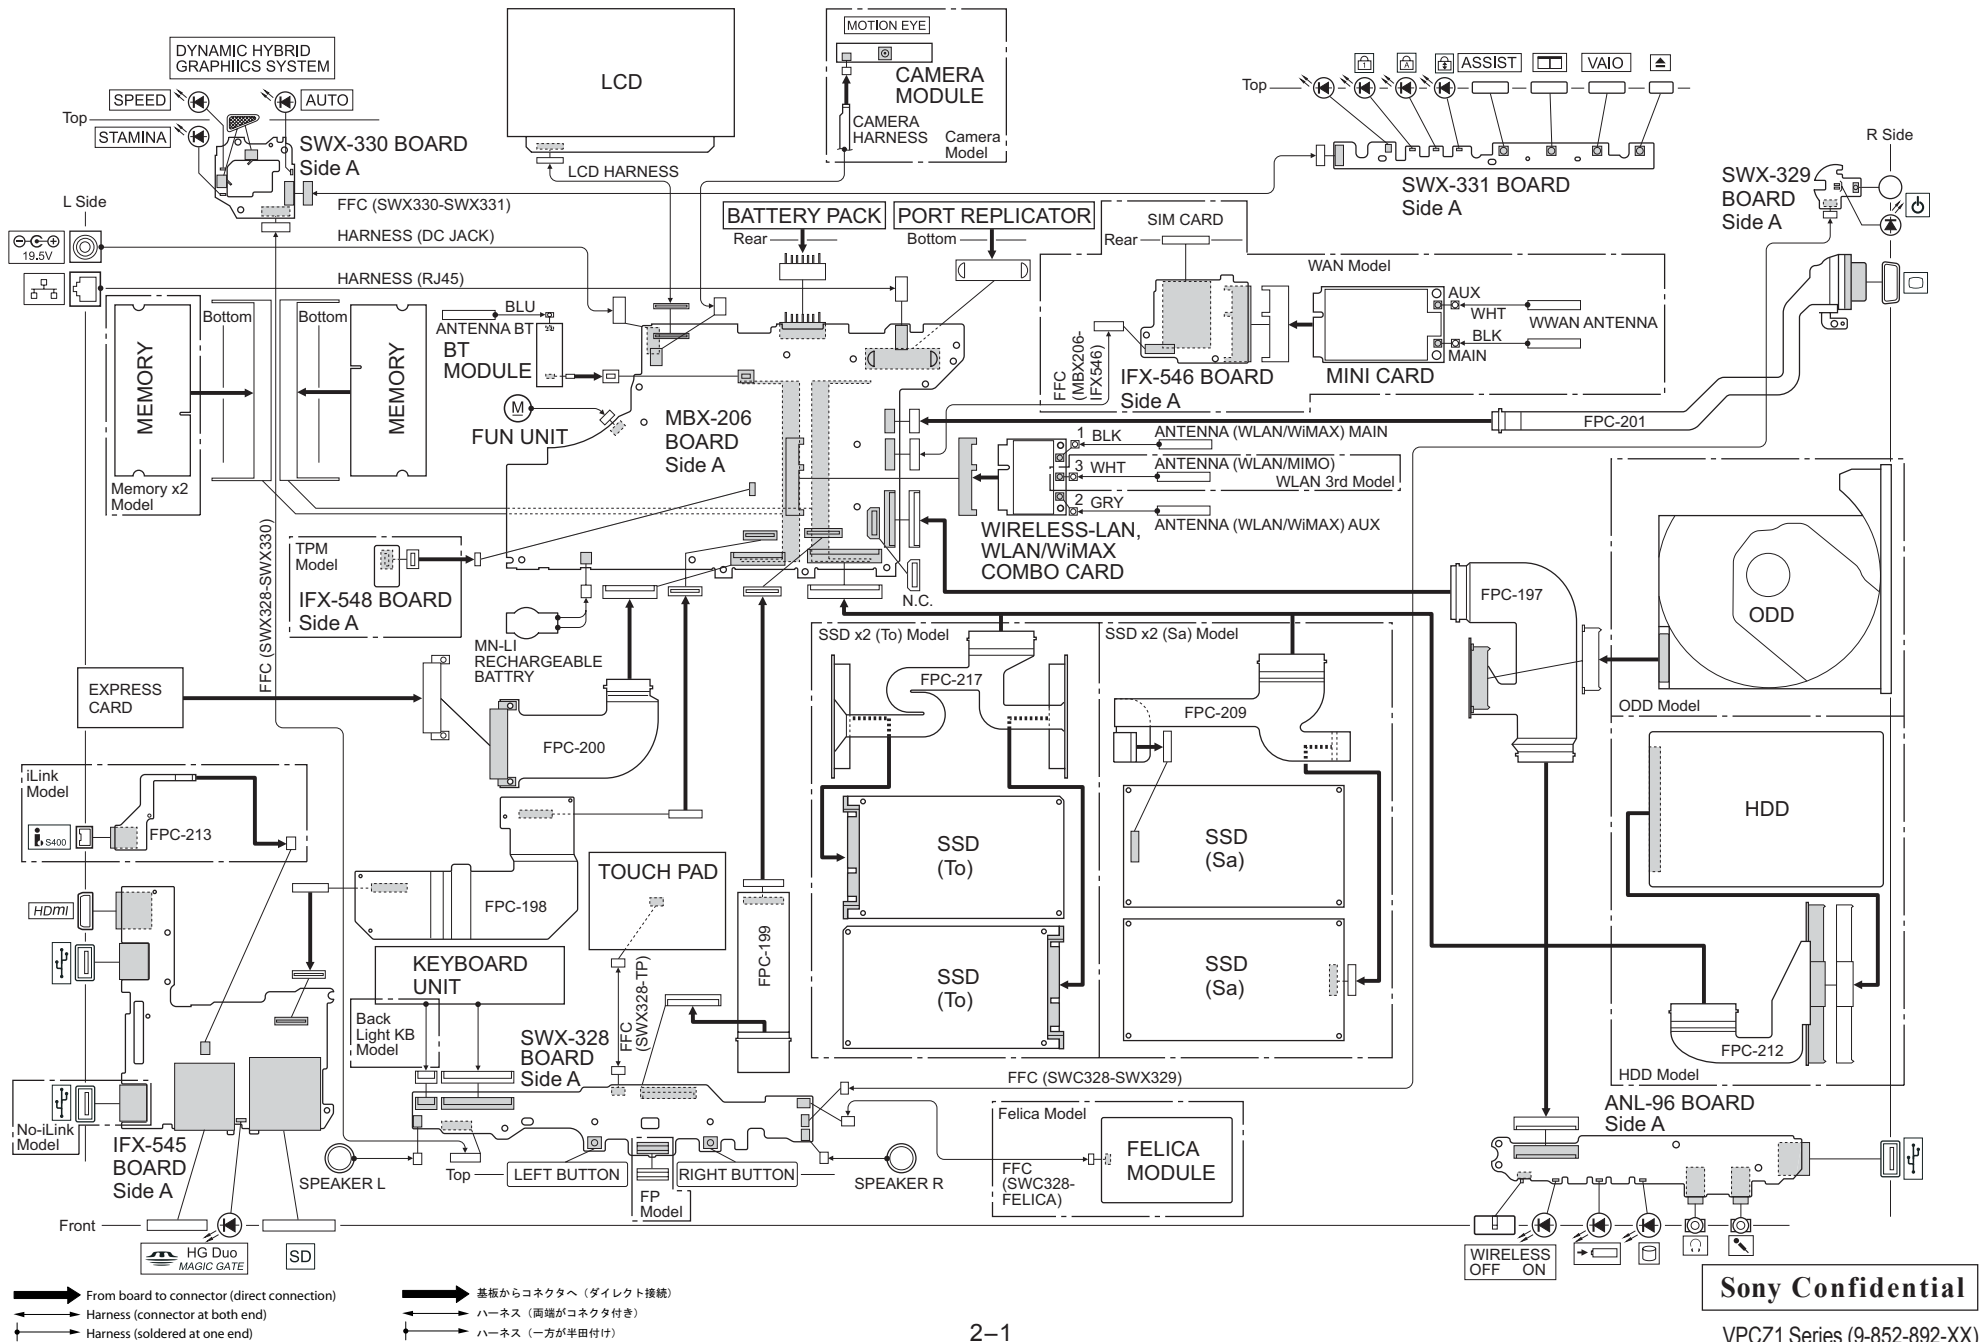 DYNAMIC HYBRID
GRAPHIICS SYSTEM
SPEED
AUTO
Top
STAMINA
SWX-330 BOARD
Side A
LCD
LCD HARNESS
MOTION EYE
CAMERA
MODULE
CAMERA
HARNESS
Camera
Model
Top
1
A
ASSIST
VAIO
SWX-331 BOARD
Side A
R Side
SWX-329
BOARD
Side A
L Side
19.5V
FFC (SWX330-SWX331)
HARNESS (DC JACK)
HARNESS (RJ45)
BATTERY PACK
Rear
PORT REPLICATOR
Bottom
SIM CARD
Rear
WAN Model
AUX
WHT
WWAN ANTENNA
BLK
MAIN
FFC
(MBX206-
IFX546)
IFX-546 BOARD
Side A
MINI CARD
MEMORY
Bottom
Bottom
MEMORY
Memory x2
Model
BLU
ANTENNA BT
BT
MODULE
M
FUN UNIT
MBX-206
BOARD
Side A
FPC-201
1 BLK
ANTENNA (WLAN/WiMAX) MAIN
3 WHT
ANTENNA (WLAN/MIMO)
WLAN 3rd Model
2 GRY
ANTENNA (WLAN/WiMAX) AUX
WIRELESS-LAN,
WLAN/WiMAX
COMBO CARD
N.C.
FFC (SWX328-SWX330)
TPM
Model
IFX-548 BOARD
Side A
MN-LI
RECHARGEABLE
BATTRY
FPC-197
ODD
ODD Model
SSD x2 (To) Model
FPC-217
SSD x2 (Sa) Model
FPC-209
EXPRESS
CARD
FPC-200
iLink
Model
S400
FPC-213
HDMI
FPC-198
TOUCH PAD
FPC-199
SSD
(To)
SSD
(Sa)
SSD
(To)
SSD
(Sa)
HDD
FPC-212
HDD Model
KEYBOARD
UNIT
Back
Light KB
Model
SWX-328
BOARD
Side A
FFC
(SWX328-TP)
FFC (SWC328-SWX329)
ANL-96 BOARD
Side A
No-iLink
Model
IFX-545
BOARD
Side A
SPEAKER L
Top
LEFT BUTTON
RIGHT BUTTON
FP
Model
SPEAKER R
Felica Model
FFC
(SWC328-
FELICA)
FELICA
MODULE
Front
HG Duo
MAGIC GATE
SD
WIRELESS
OFF ON
From board to connector (direct connection)
Harness (connector at both end)
Harness (soldered at one end)
基板からコネクタへ（ダイレクト接続）
ハーネス（両端がコネクタ付き）
ハーネス（一方が半田付け）
2–1
Sony Confidential
VPCZ1 Series (9-852-892-XX)